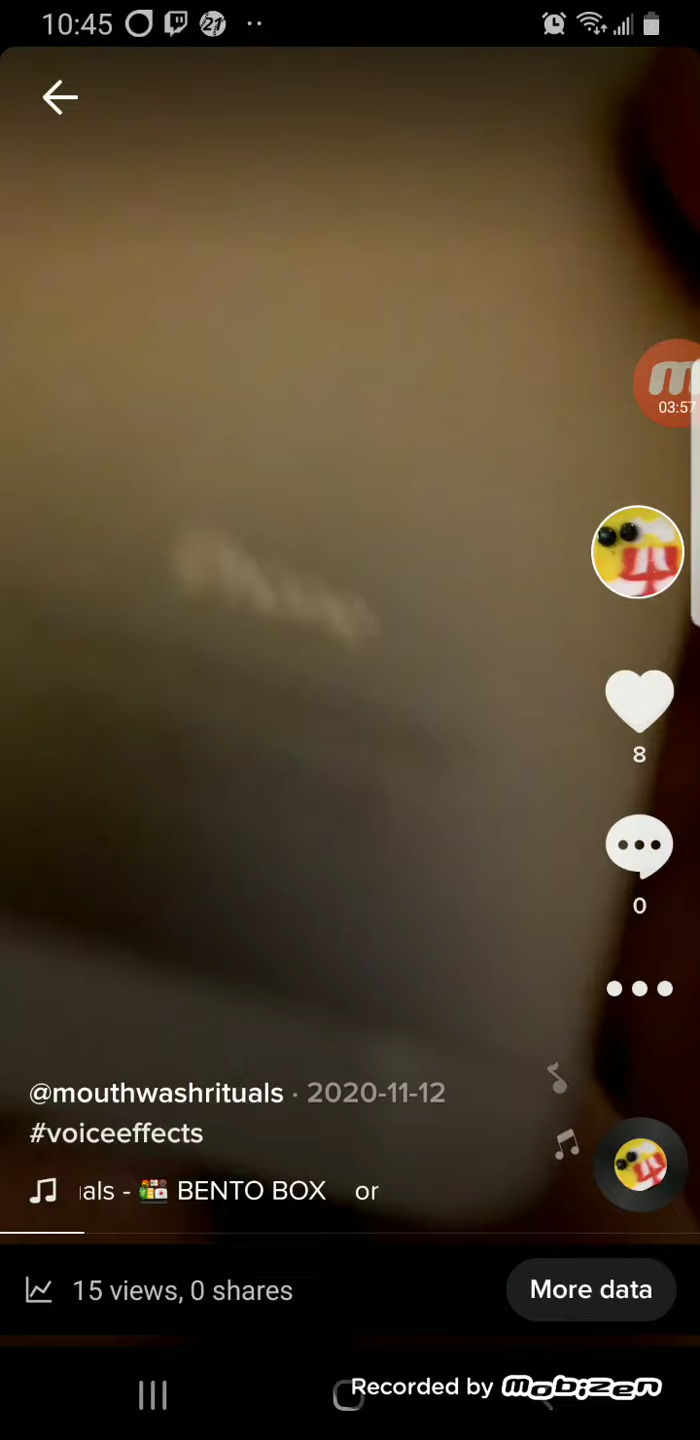 10:45
21
m
03:57
8
0
@mouthwashrituals · 2020-11-12
#voiceeffects
als - 🍱 BENTO BOX or
15 views, 0 shares
More data
Recorded by mobizen